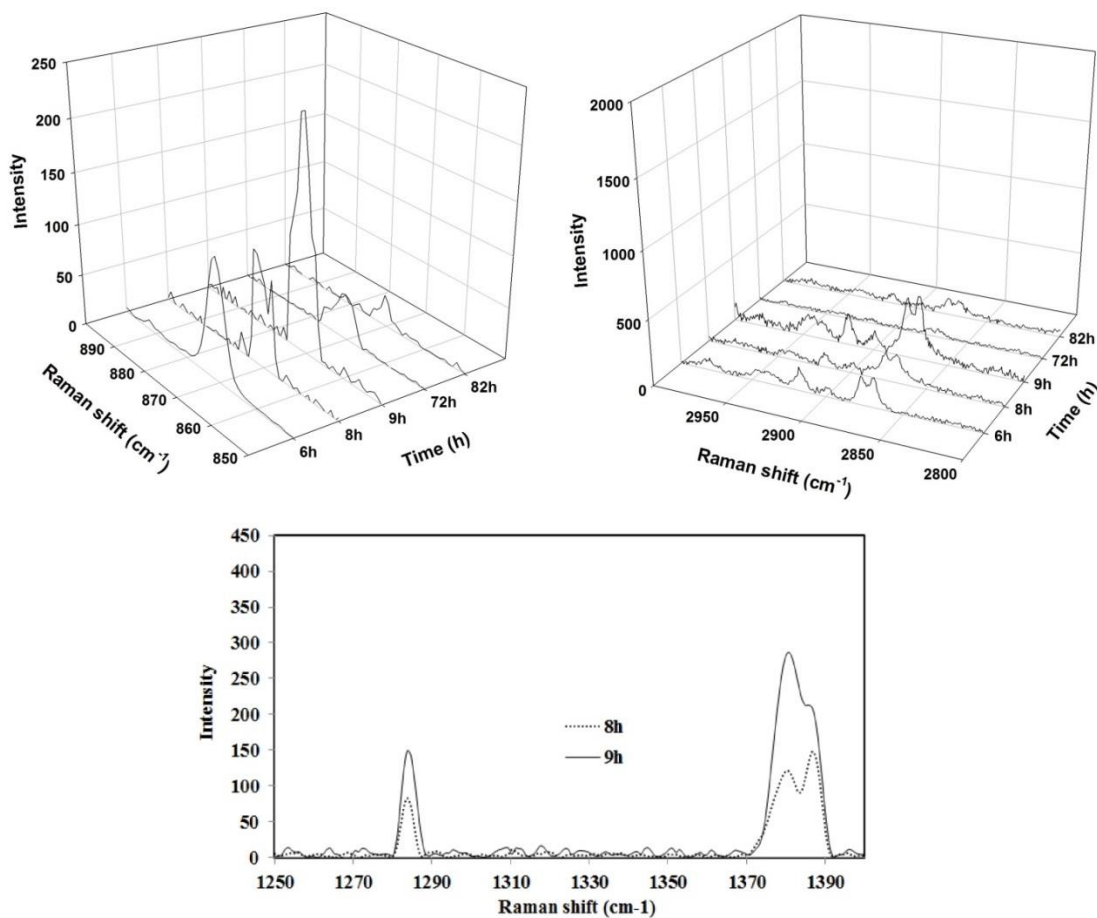 250
200
150
100
50
0
Intensity
890
880
870
860
850
Raman shift (cm-1)
6h
8h
9h
72h
82h
Time (h)
2000
1500
1000
500
0
Intensity
2950
2900
2850
2800
Raman shift (cm-1)
82h
72h
9h
8h
6h
Time (h)
450
400
350
300
250
200
150
100
50
0
Intensity
8h
9h
1250 1270 1290 1310 1330 1350 1370 1390
Raman shift (cm-1)